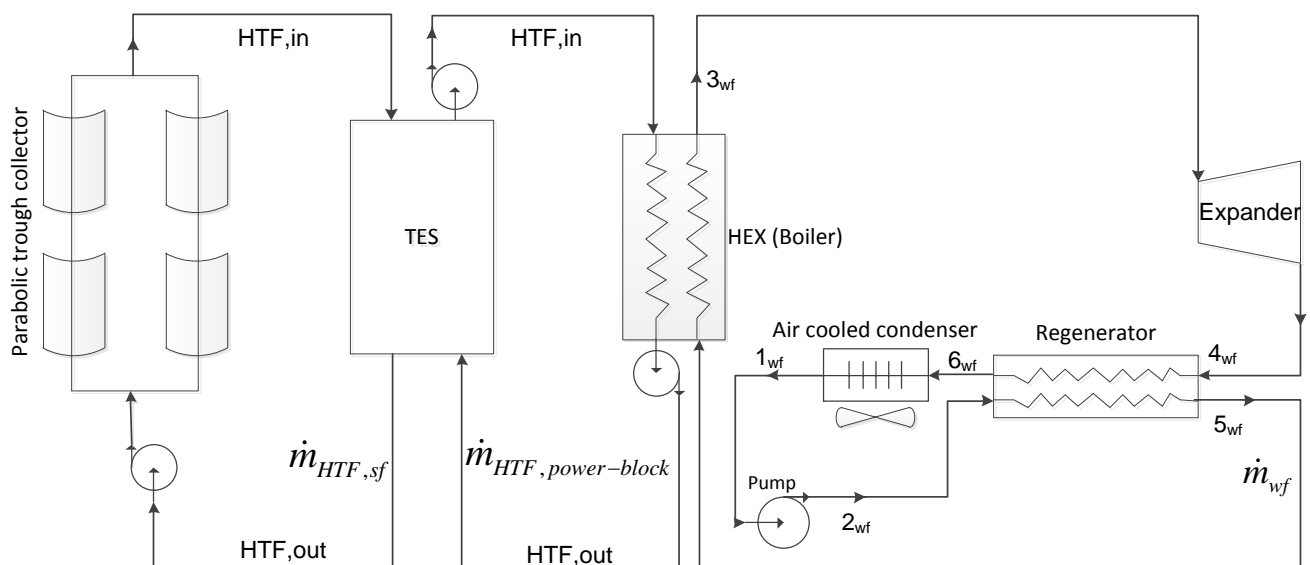 HTF,in
HTF,in
3wf
Parabolic trough collector
TES
HEX (Boiler)
Expander
Air cooled condenser
Regenerator
1wf
6wf
4wf
5wf
ṁHTF,sf
ṁHTF,power−block
ṁwf
Pump
2wf
HTF,out
HTF,out